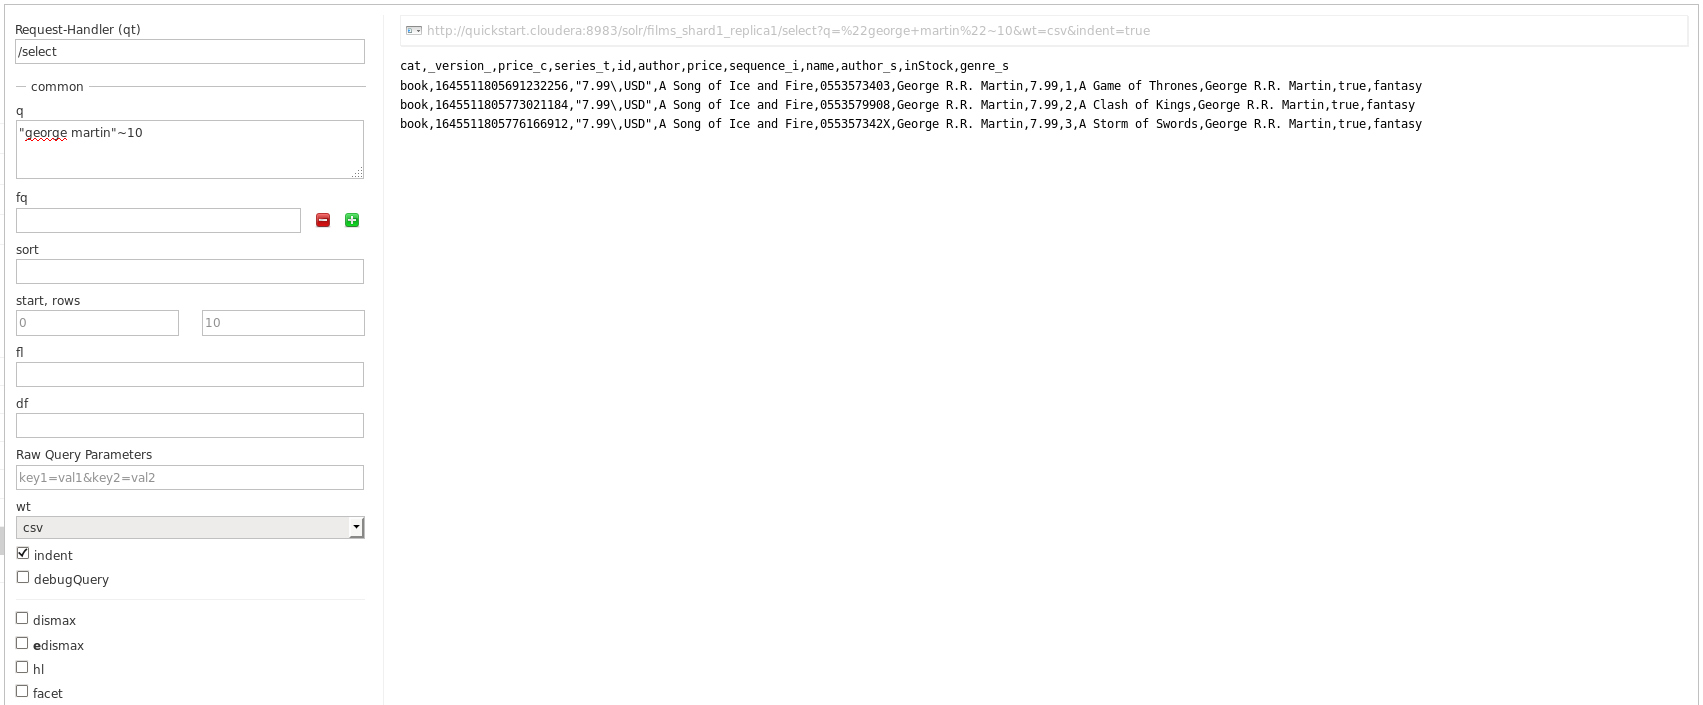 Request-Handler (qt)
/select
common
q
"george martin"~10
fq
sort
start, rows
0 10
fl
df
Raw Query Parameters
key1=val1&key2=val2
wt
csv
indent
debugQuery
dismax
edismax
hl
facet
http://quickstart.cloudera:8983/solr/films_shard1_replica1/select?q=%22george+martin%22~10&wt=csv&indent=true
cat,_version_,price_c,series_t,id,author,price,sequence_i,name,author_s,inStock,genre_s
book,1645511805691232256,"7.99\,USD",A Song of Ice and Fire,0553573403,George R.R. Martin,7.99,1,A Game of Thrones,George R.R. Martin,true,fantasy
book,1645511805773021184,"7.99\,USD",A Song of Ice and Fire,0553579908,George R.R. Martin,7.99,2,A Clash of Kings,George R.R. Martin,true,fantasy
book,1645511805776166912,"7.99\,USD",A Song of Ice and Fire,055357342X,George R.R. Martin,7.99,3,A Storm of Swords,George R.R. Martin,true,fantasy